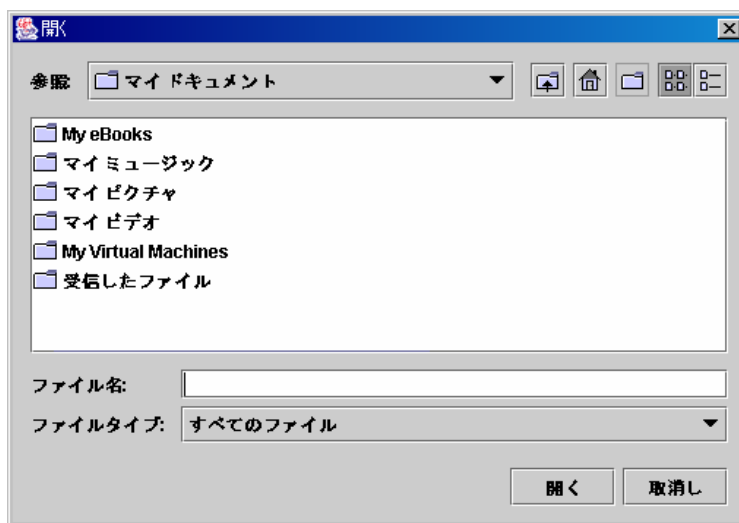 開く
参照: マイ ドキュメント
My eBooks
マイ ミュージック
マイ ピクチャ
マイ ビデオ
My Virtual Machines
受信したファイル
ファイル名:
ファイルタイプ: すべてのファイル
開く 取消し